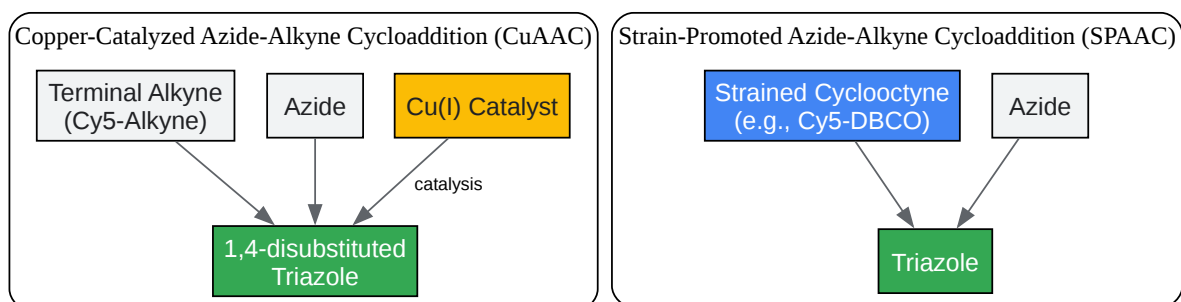 Copper-Catalyzed Azide-Alkyne Cycloaddition (CuAAC)
Terminal Alkyne
(Cy5-Alkyne)
Azide
Cu(I) Catalyst
catalysis
1,4-disubstituted
Triazole
Strain-Promoted Azide-Alkyne Cycloaddition (SPAAC)
Strained Cyclooctyne
(e.g., Cy5-DBCO)
Azide
Triazole